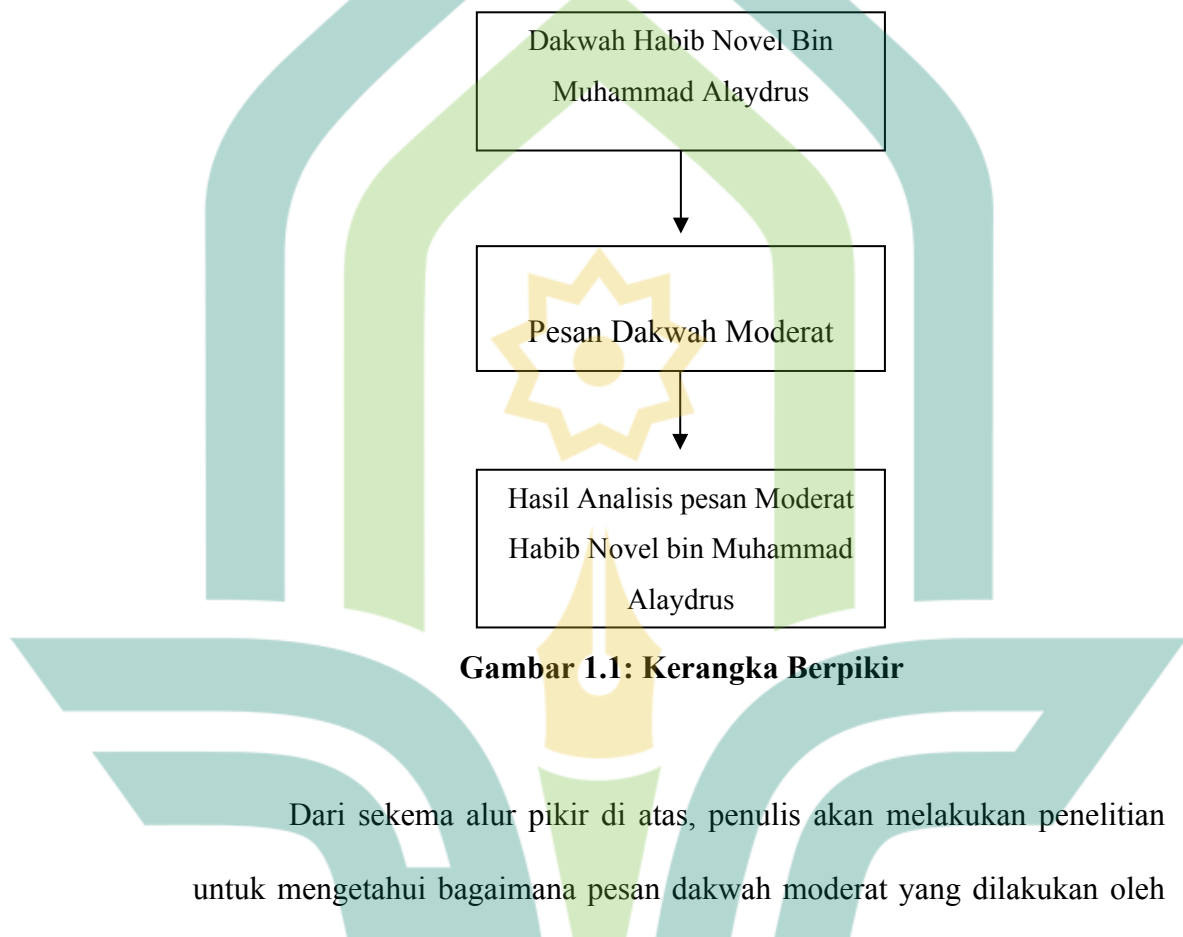 Dakwah Habib Novel Bin
Muhammad Alaydrus
Pesan Dakwah Moderat
Hasil Analisis pesan Moderat
Habib Novel bin Muhammad
Alaydrus
Gambar 1.1: Kerangka Berpikir
Dari sekema alur pikir di atas, penulis akan melakukan penelitian
untuk mengetahui bagaimana pesan dakwah moderat yang dilakukan oleh